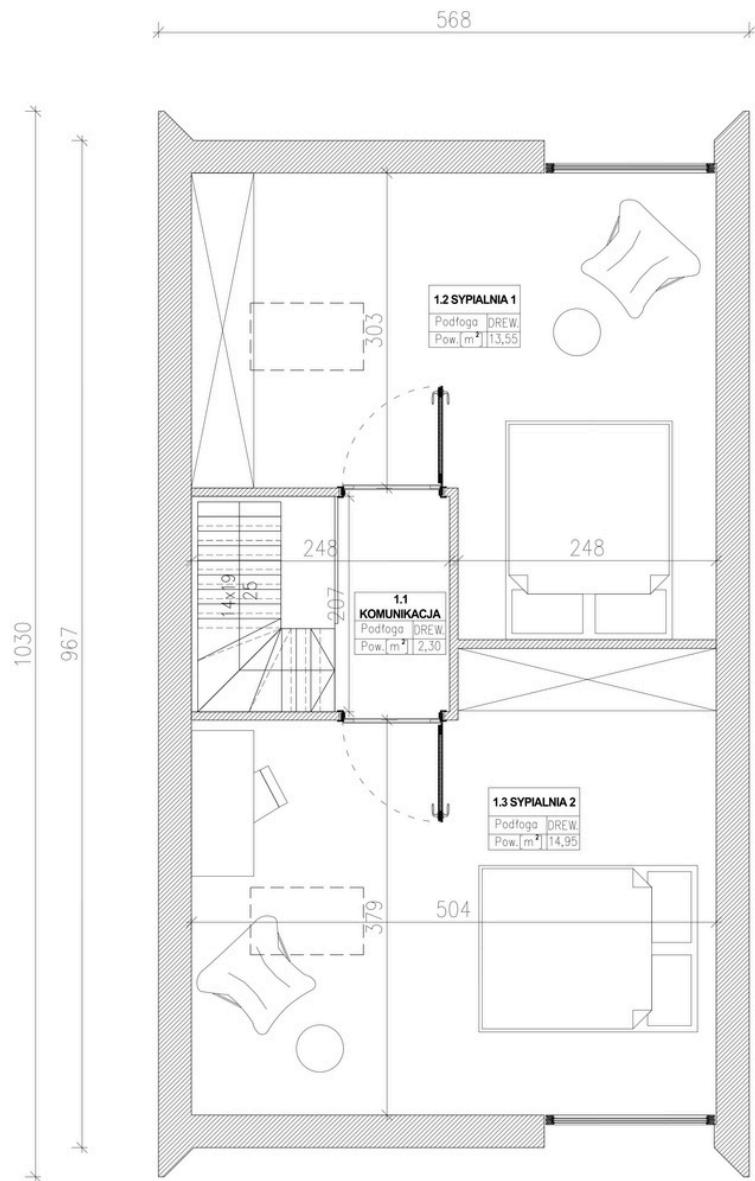 568
1030
967
1.2 SYPIALNIA 1
Podłoga DREW.
Pow. [m²] 13,55
303
248
248
14x19
25
207
1.1
KOMUNIKACJA
Podłoga DREW.
Pow. [m²] 2,30
1.3 SYPIALNIA 2
Podłoga DREW.
Pow. [m²] 14,95
504
379